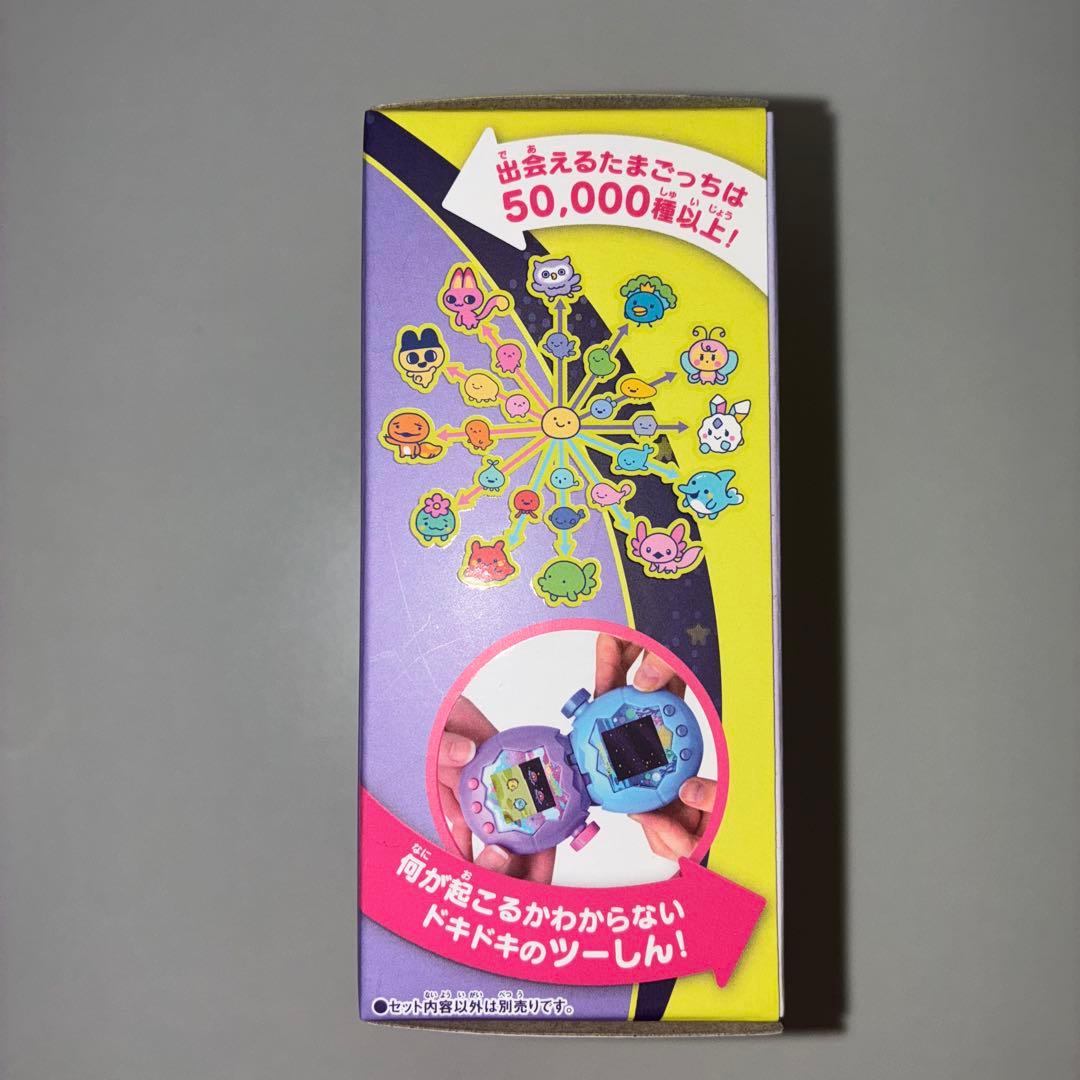 出会えるたまごっちは
50,000種以上!
何が起こるかわからない
ドキドキのツーしん!
●セット内容以外は別売りです。